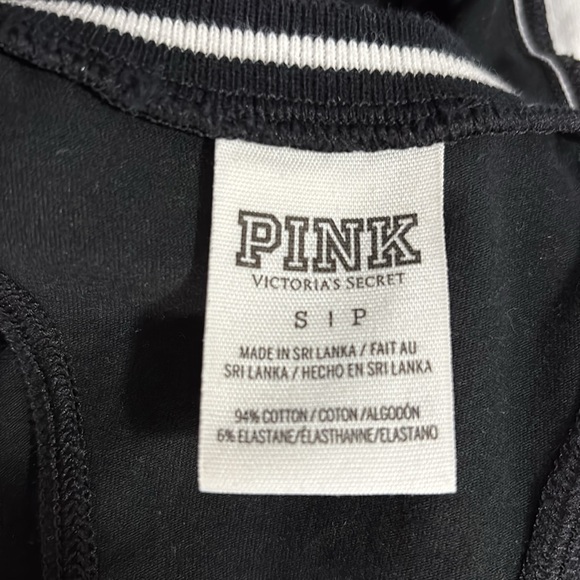 PINK
VICTORIA'S SECRET
S | P
MADE IN SRI LANKA / FAIT AU
SRI LANKA / HECHO EN SRI LANKA
94% COTTON / COTON / ALGODÓN
6% ELASTANE/ÉLASTHANNE/ELASTANO